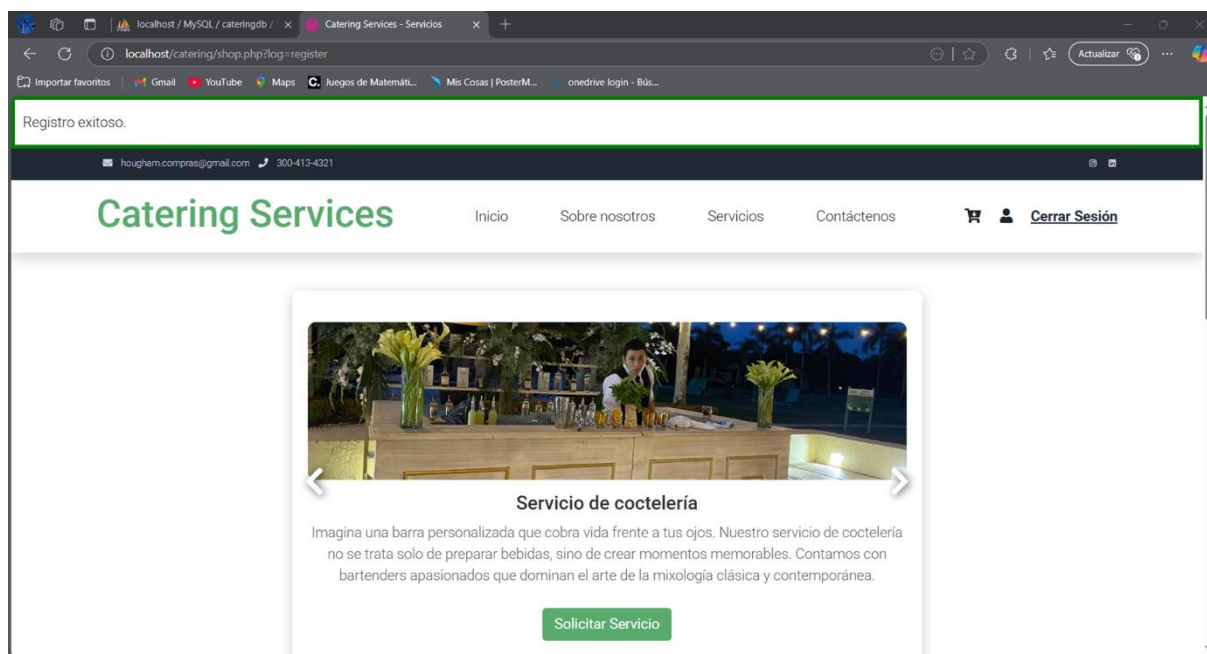 localhost / MySQL / cateringdb /
Catering Services - Servicios
localhost/catering/shop.php?log=register
Actualizar
Importar favoritos
Gmail
YouTube
Maps
Juegos de Matemáti...
Mis Cosas | PosterM...
onedrive login - Bús...
Registro exitoso.
hougham.compras@gmail.com 300-413-4321
Catering Services
Inicio
Sobre nosotros
Servicios
Contáctenos
Cerrar Sesión
Servicio de coctelería
Imagina una barra personalizada que cobra vida frente a tus ojos. Nuestro servicio de coctelería
no se trata solo de preparar bebidas, sino de crear momentos memorables. Contamos con
bartenders apasionados que dominan el arte de la mixología clásica y contemporánea.
Solicitar Servicio